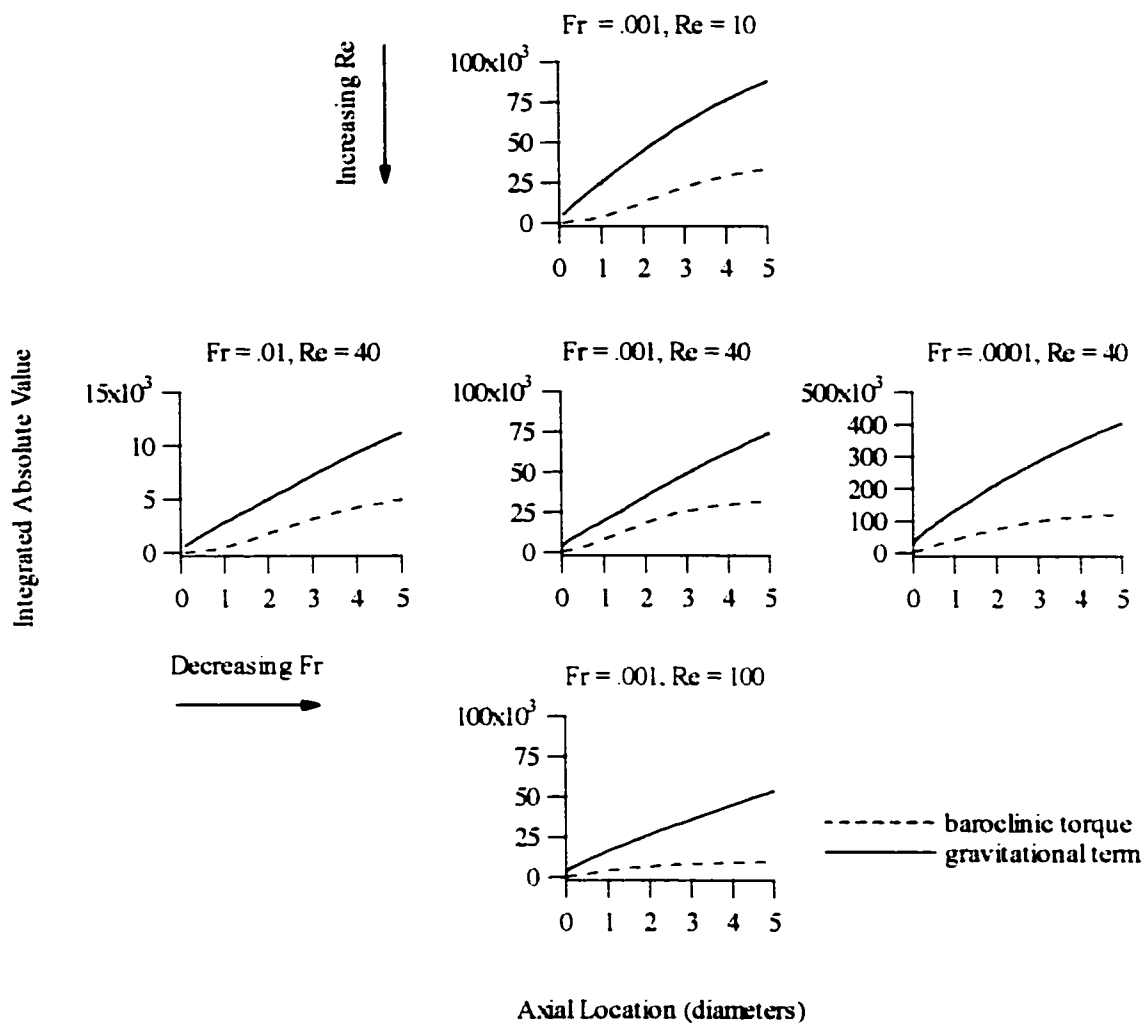 Fr = .001, Re = 10
Increasing Re
100x10³
75
50
25
0
0 1 2 3 4 5
Integrated Absolute Value
Fr = .01, Re = 40
15x10³
10
5
0
0 1 2 3 4 5
Fr = .001, Re = 40
100x10³
75
50
25
0
0 1 2 3 4 5
Fr = .0001, Re = 40
500x10³
400
300
200
100
0
0 1 2 3 4 5
Decreasing Fr
Fr = .001, Re = 100
100x10³
75
50
25
0
0 1 2 3 4 5
baroclinic torque
gravitational term
Axial Location (diameters)